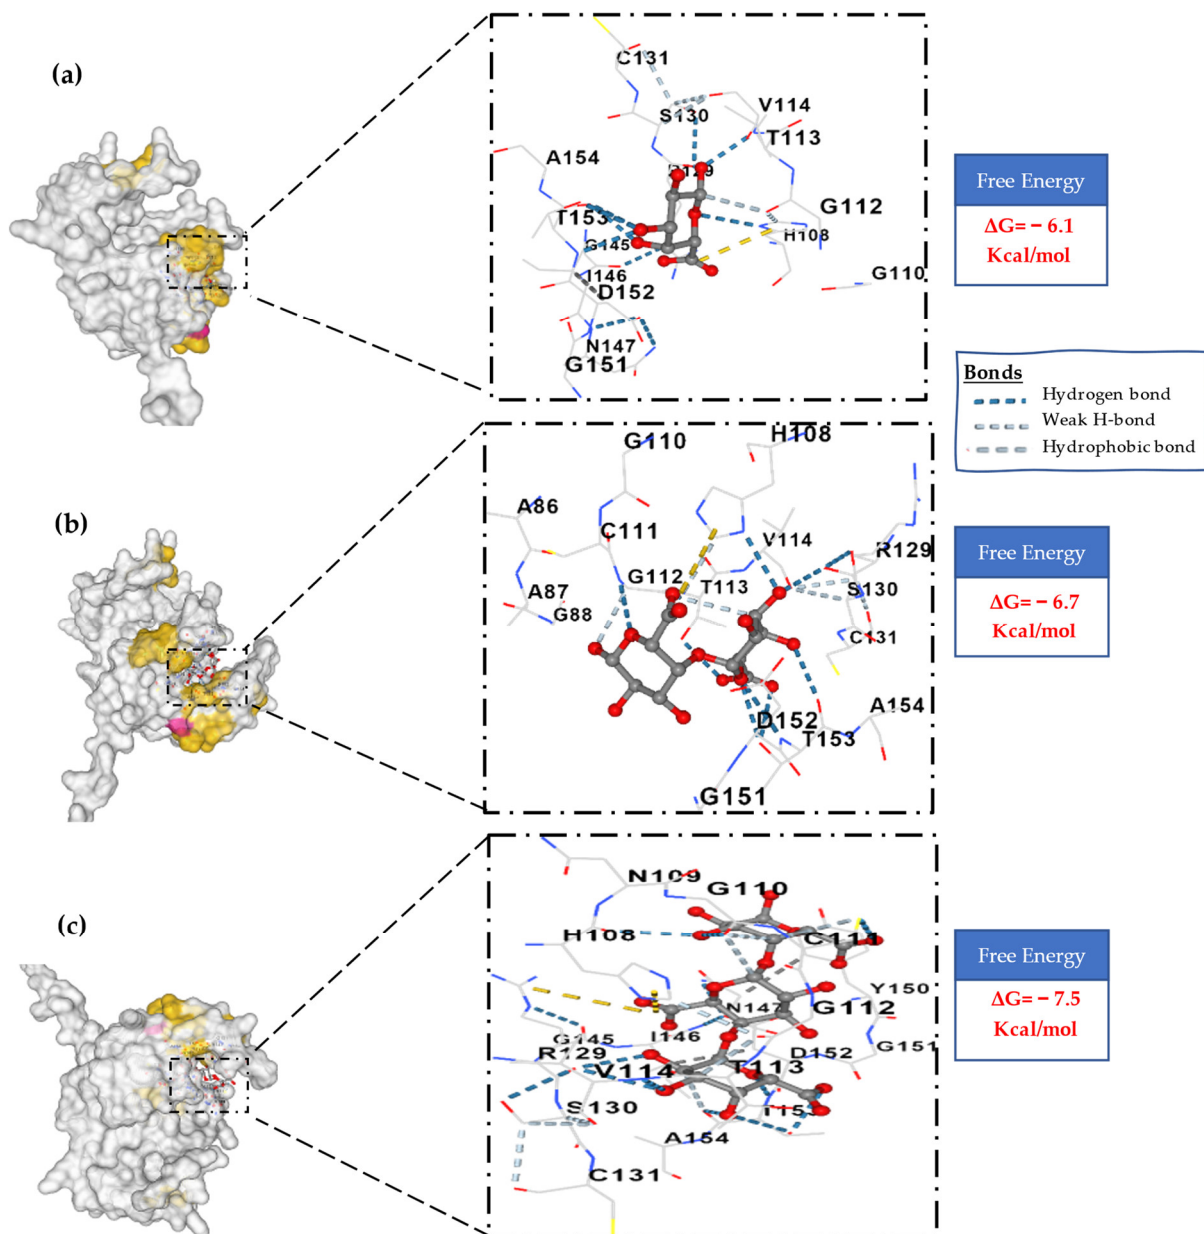 (a)
C131
S130
V114
T113
A154
G112
T153
G145
H108
I146
D152
G110
N147
G151
Free Energy
ΔG= − 6.1
Kcal/mol
Bonds
Hydrogen bond
Weak H-bond
Hydrophobic bond
(b)
G110
H108
A86
C111
V114
R129
G112
T113
S130
A87
G88
C131
D152
A154
T153
G151
Free Energy
ΔG= − 6.7
Kcal/mol
(c)
N109
G110
H108
C111
Y150
N147
G112
I146
G145
D152
G151
R129
V114
T113
S130
T153
A154
C131
Free Energy
ΔG= − 7.5
Kcal/mol